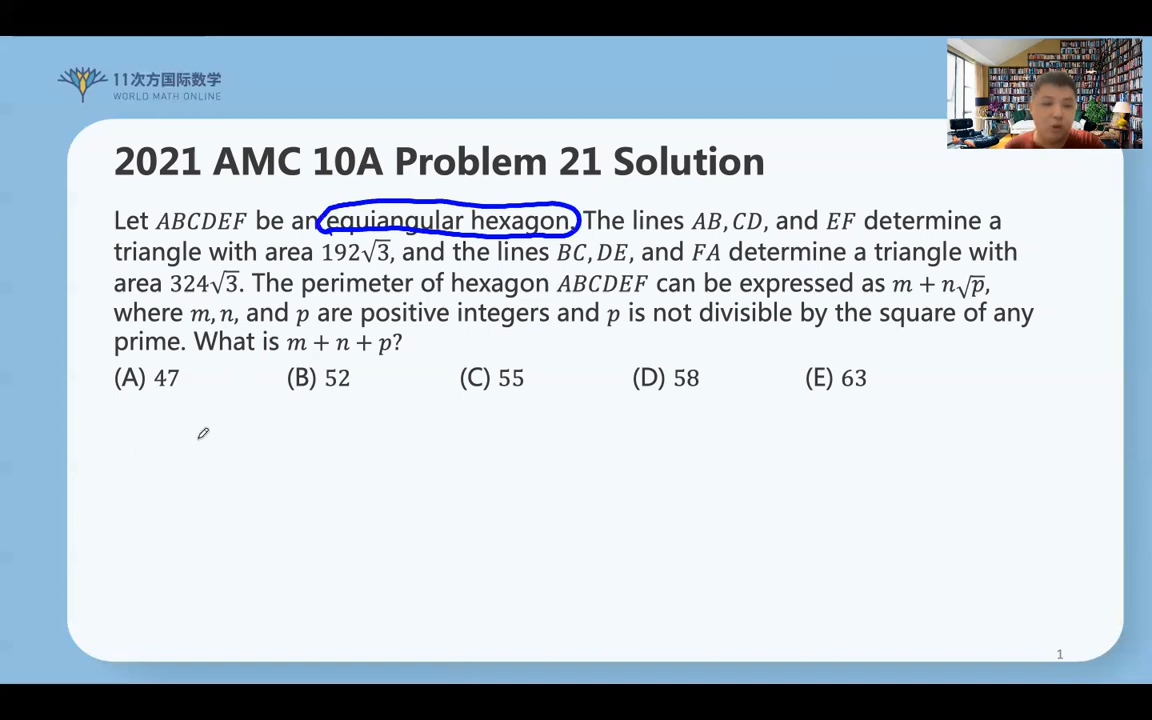 11次方国际数学
WORLD MATH ONLINE
2021 AMC 10A Problem 21 Solution
Let ABCDEF be an equiangular hexagon. The lines AB, CD, and EF determine a
triangle with area 192√3, and the lines BC, DE, and FA determine a triangle with
area 324√3. The perimeter of hexagon ABCDEF can be expressed as m + n√p,
where m, n, and p are positive integers and p is not divisible by the square of any
prime. What is m + n + p?
(A) 47 (B) 52 (C) 55 (D) 58 (E) 63
1